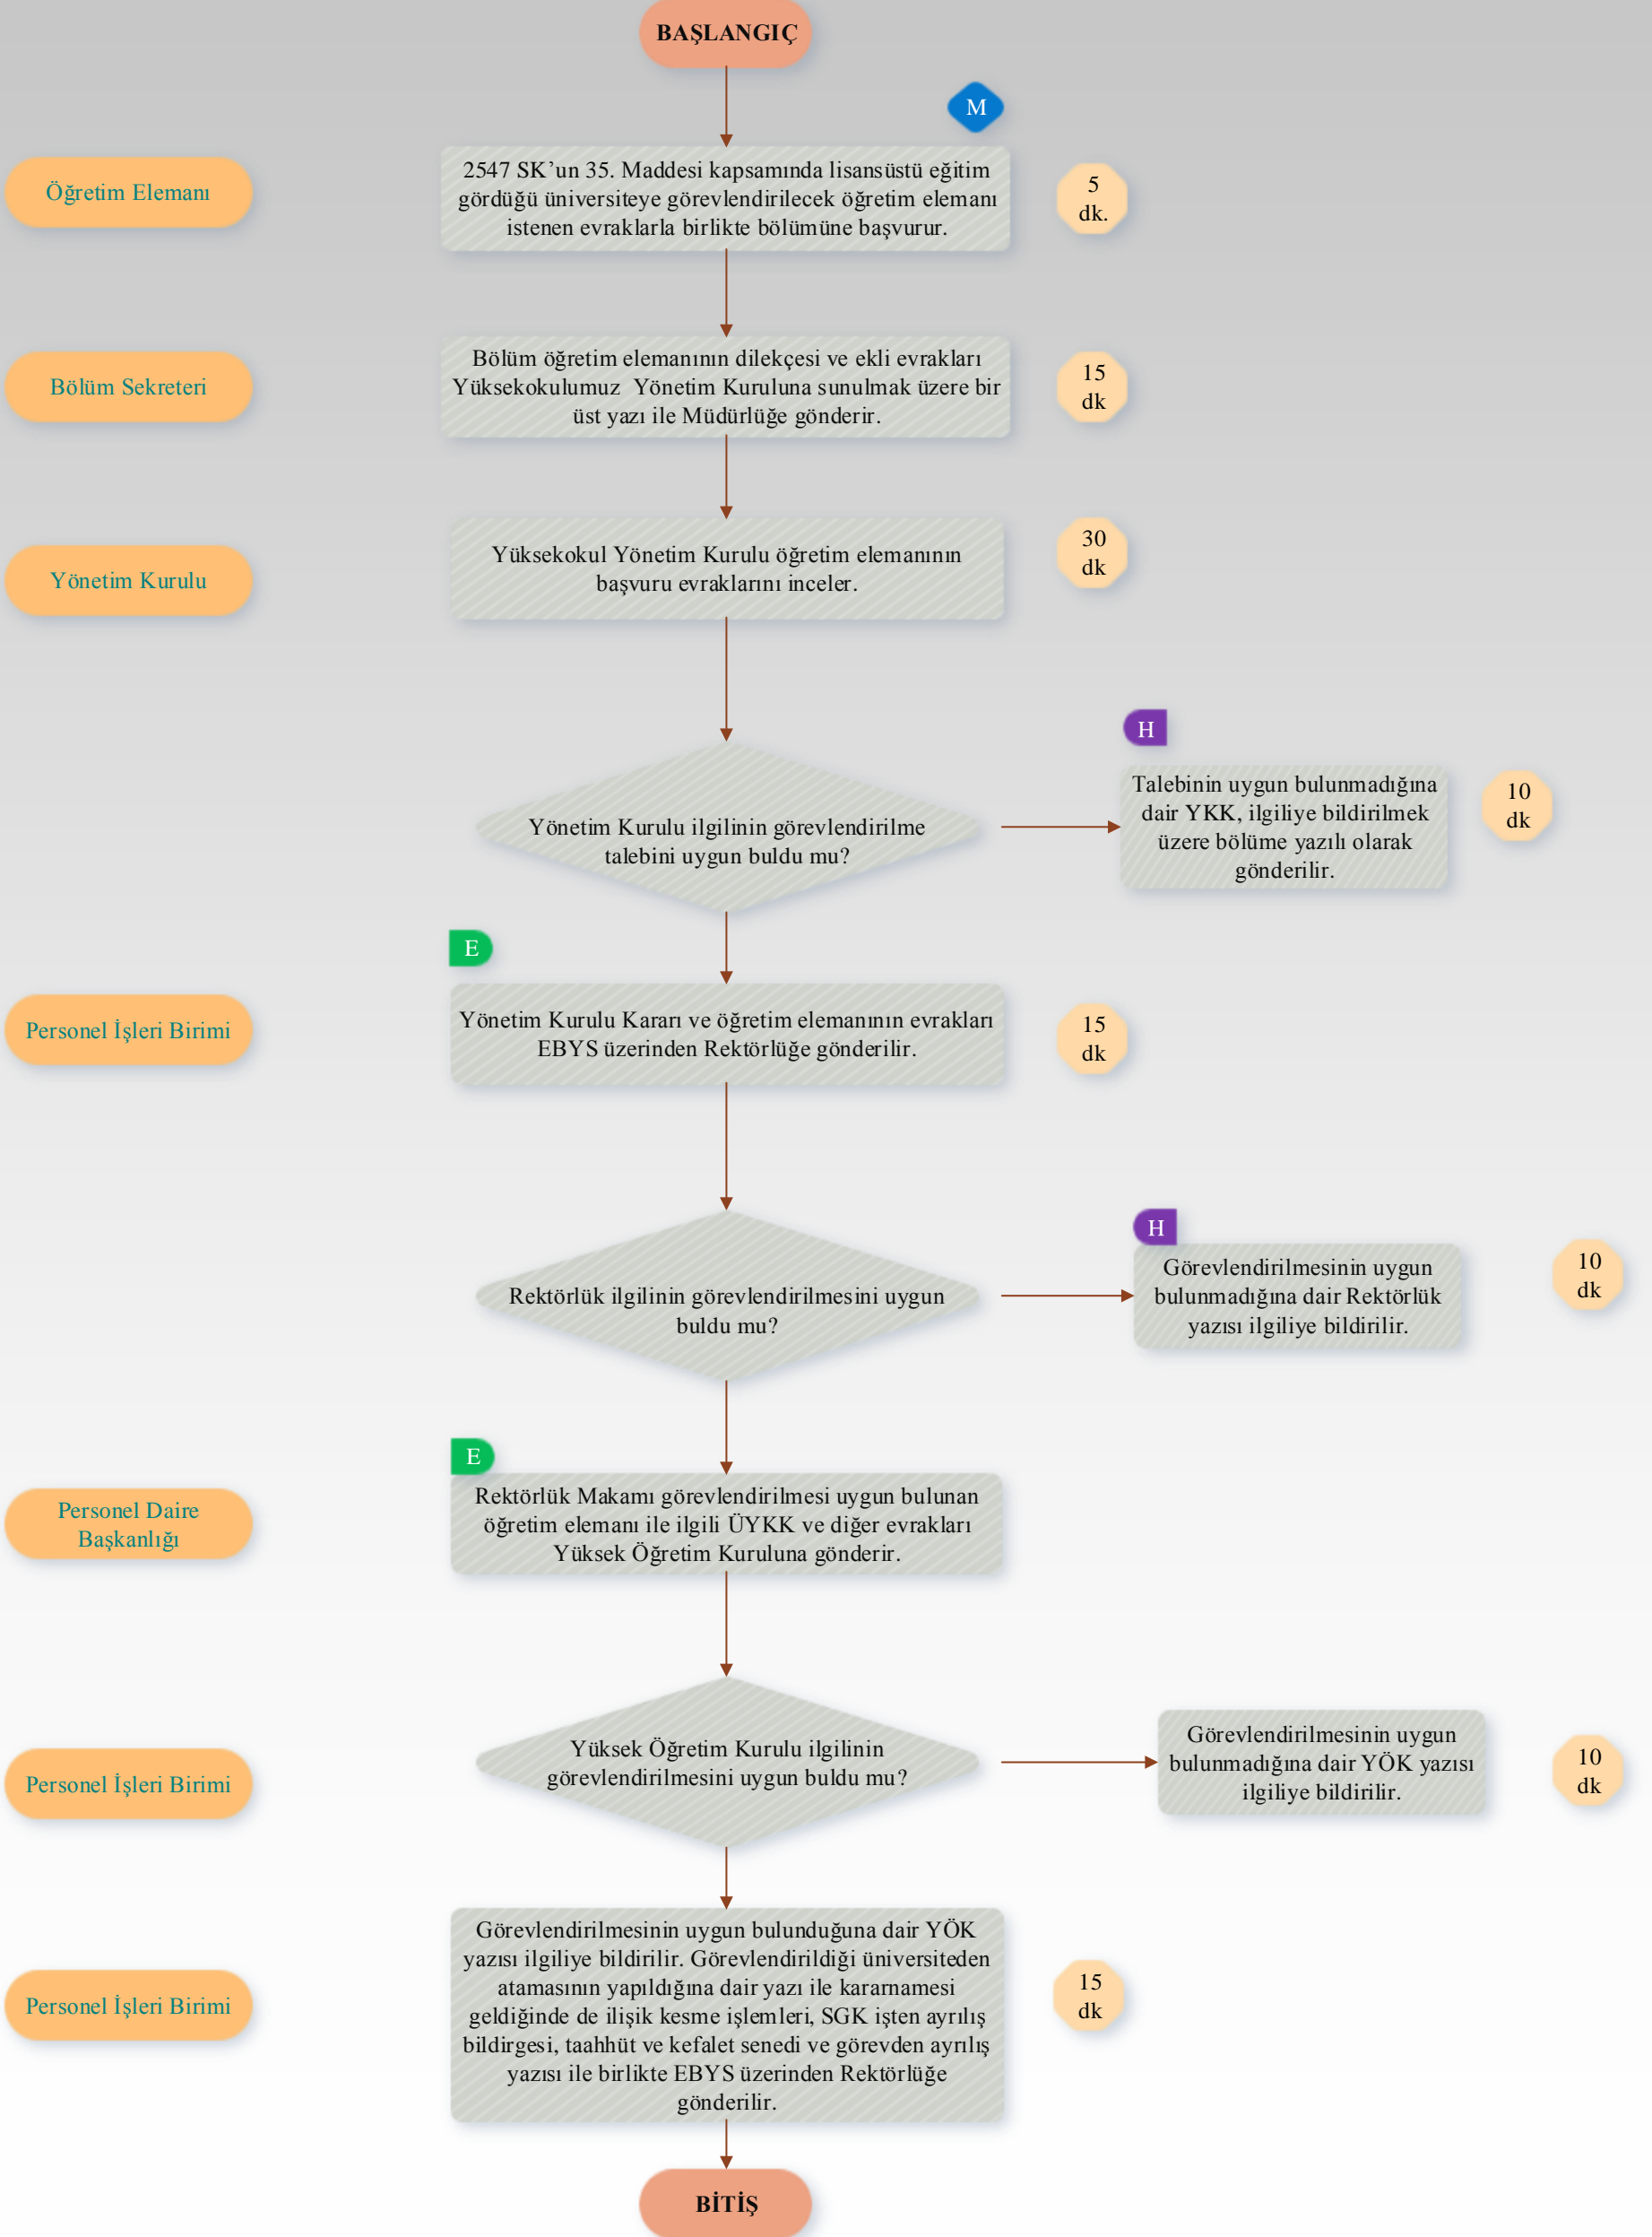 BAŞLANGIÇ
M
Öğretim Elemanı
2547 SK’un 35. Maddesi kapsamında lisansüstü eğitim
gördüğü üniversiteye görevlendirilecek öğretim elemanı
istenen evraklarla birlikte bölümüne başvurur.
5
dk.
Bölüm Sekreteri
Bölüm öğretim elemanının dilekçesi ve ekli evrakları
Yüksekokulumuz Yönetim Kuruluna sunulmak üzere bir
üst yazı ile Müdürlüğe gönderir.
15
dk
Yönetim Kurulu
Yüksekokul Yönetim Kurulu öğretim elemanının
başvuru evraklarını inceler.
30
dk
Yönetim Kurulu ilgilinin görevlendirilme
talebini uygun buldu mu?
H
Talebinin uygun bulunmadığına
dair YKK, ilgiliye bildirilmek
üzere bölüme yazılı olarak
gönderilir.
10
dk
E
Personel İşleri Birimi
Yönetim Kurulu Kararı ve öğretim elemanının evrakları
EBYS üzerinden Rektörlüğe gönderilir.
15
dk
Rektörlük ilgilinin görevlendirilmesini uygun
buldu mu?
H
Görevlendirilmesinin uygun
bulunmadığına dair Rektörlük
yazısı ilgiliye bildirilir.
10
dk
E
Personel Daire
Başkanlığı
Rektörlük Makamı görevlendirilmesi uygun bulunan
öğretim elemanı ile ilgili ÜYKK ve diğer evrakları
Yüksek Öğretim Kuruluna gönderir.
Personel İşleri Birimi
Yüksek Öğretim Kurulu ilgilinin
görevlendirilmesini uygun buldu mu?
Görevlendirilmesinin uygun
bulunmadığına dair YÖK yazısı
ilgiliye bildirilir.
10
dk
Personel İşleri Birimi
Görevlendirilmesinin uygun bulunduğuna dair YÖK
yazısı ilgiliye bildirilir. Görevlendirildiği üniversiteden
atamasının yapıldığına dair yazı ile kararnamesi
geldiğinde de ilişik kesme işlemleri, SGK işten ayrılış
bildirgesi, taahhüt ve kefalet senedi ve görevden ayrılış
yazısı ile birlikte EBYS üzerinden Rektörlüğe
gönderilir.
15
dk
BİTİŞ